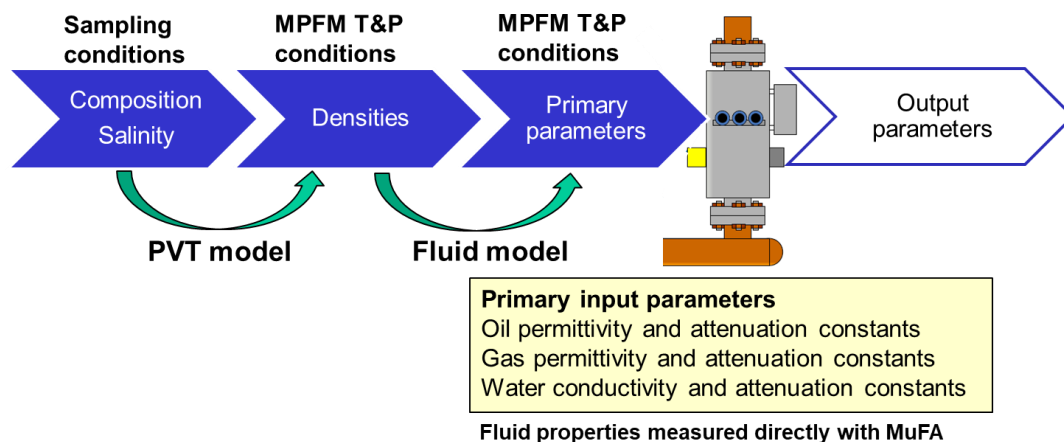 Sampling
conditions
MPFM T&P
conditions
MPFM T&P
conditions
Composition
Salinity
Densities
Primary
parameters
Output
parameters
PVT model
Fluid model
Primary input parameters
Oil permittivity and attenuation constants
Gas permittivity and attenuation constants
Water conductivity and attenuation constants
Fluid properties measured directly with MuFA